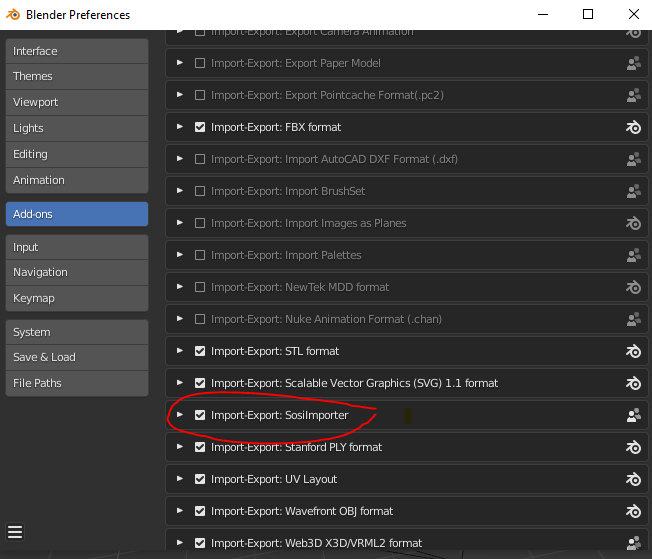 Blender Preferences
Interface
Themes
Viewport
Lights
Editing
Animation
Add-ons
Input
Navigation
Keymap
System
Save & Load
File Paths
Import-Export: Export Camera Animation
Import-Export: Export Paper Model
Import-Export: Export Pointcache Format(.pc2)
Import-Export: FBX format
Import-Export: Import AutoCAD DXF Format (.dxf)
Import-Export: Import BrushSet
Import-Export: Import Images as Planes
Import-Export: Import Palettes
Import-Export: NewTek MDD format
Import-Export: Nuke Animation Format (.chan)
Import-Export: STL format
Import-Export: Scalable Vector Graphics (SVG) 1.1 format
Import-Export: SosiImporter
Import-Export: Stanford PLY format
Import-Export: UV Layout
Import-Export: Wavefront OBJ format
Import-Export: Web3D X3D/VRML2 format